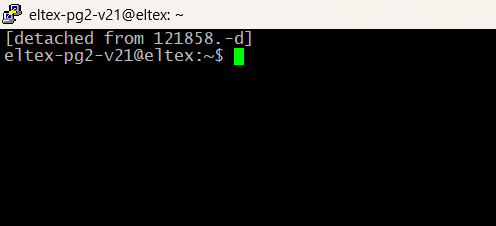 eltex-pg2-v21@eltex: ~
[detached from 121858.-d]
eltex-pg2-v21@eltex:~$